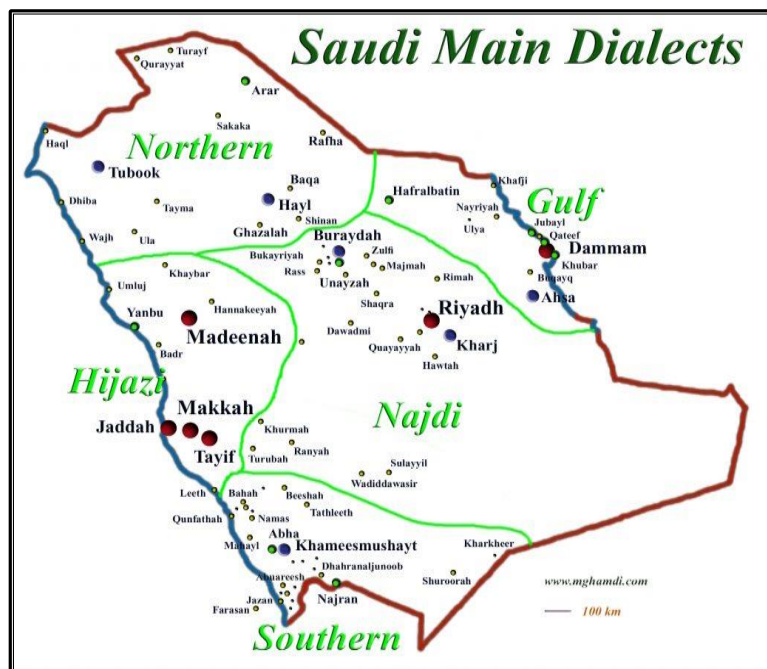 Saudi Main Dialects
Turayf
Qurayyat
Arar
Sakaka
Haql
Northern
Rafha
Tubook
Baqa
Khafji
Hafralbatin
Gulf
Dhiba
Tayma
Hayl
Nayriyah
Jubayl
Shinan
Ulya
Qateef
Wajh
Ula
Ghazalah
Buraydah
Dammam
Zulfi
Khubar
Bukayriyah
Khaybar
Rass
Majmah
Unayzah
Rimah
Buqayq
Umluj
Hannakeeyah
Shaqra
Ahsa
Yanbu
Riyadh
Madeenah
Dawadmi
Quwayyah
Kharj
Badr
Hawtah
Hijazi
Makkah
Najdi
Jaddah
Khurmah
Tayif
Ranyah
Turubah
Sulayyil
Wadiddawasir
Leeth
Bahah
Beeshah
Qunfathah
Namas
Tathleeth
Mahayl
Abha
Khameesmushayt
Kharkheer
Dhahranaljunoob
Abuareesh
Shuroorah
www.mghamdi.com
Jazan
Najran
Farasan
100 km
Southern